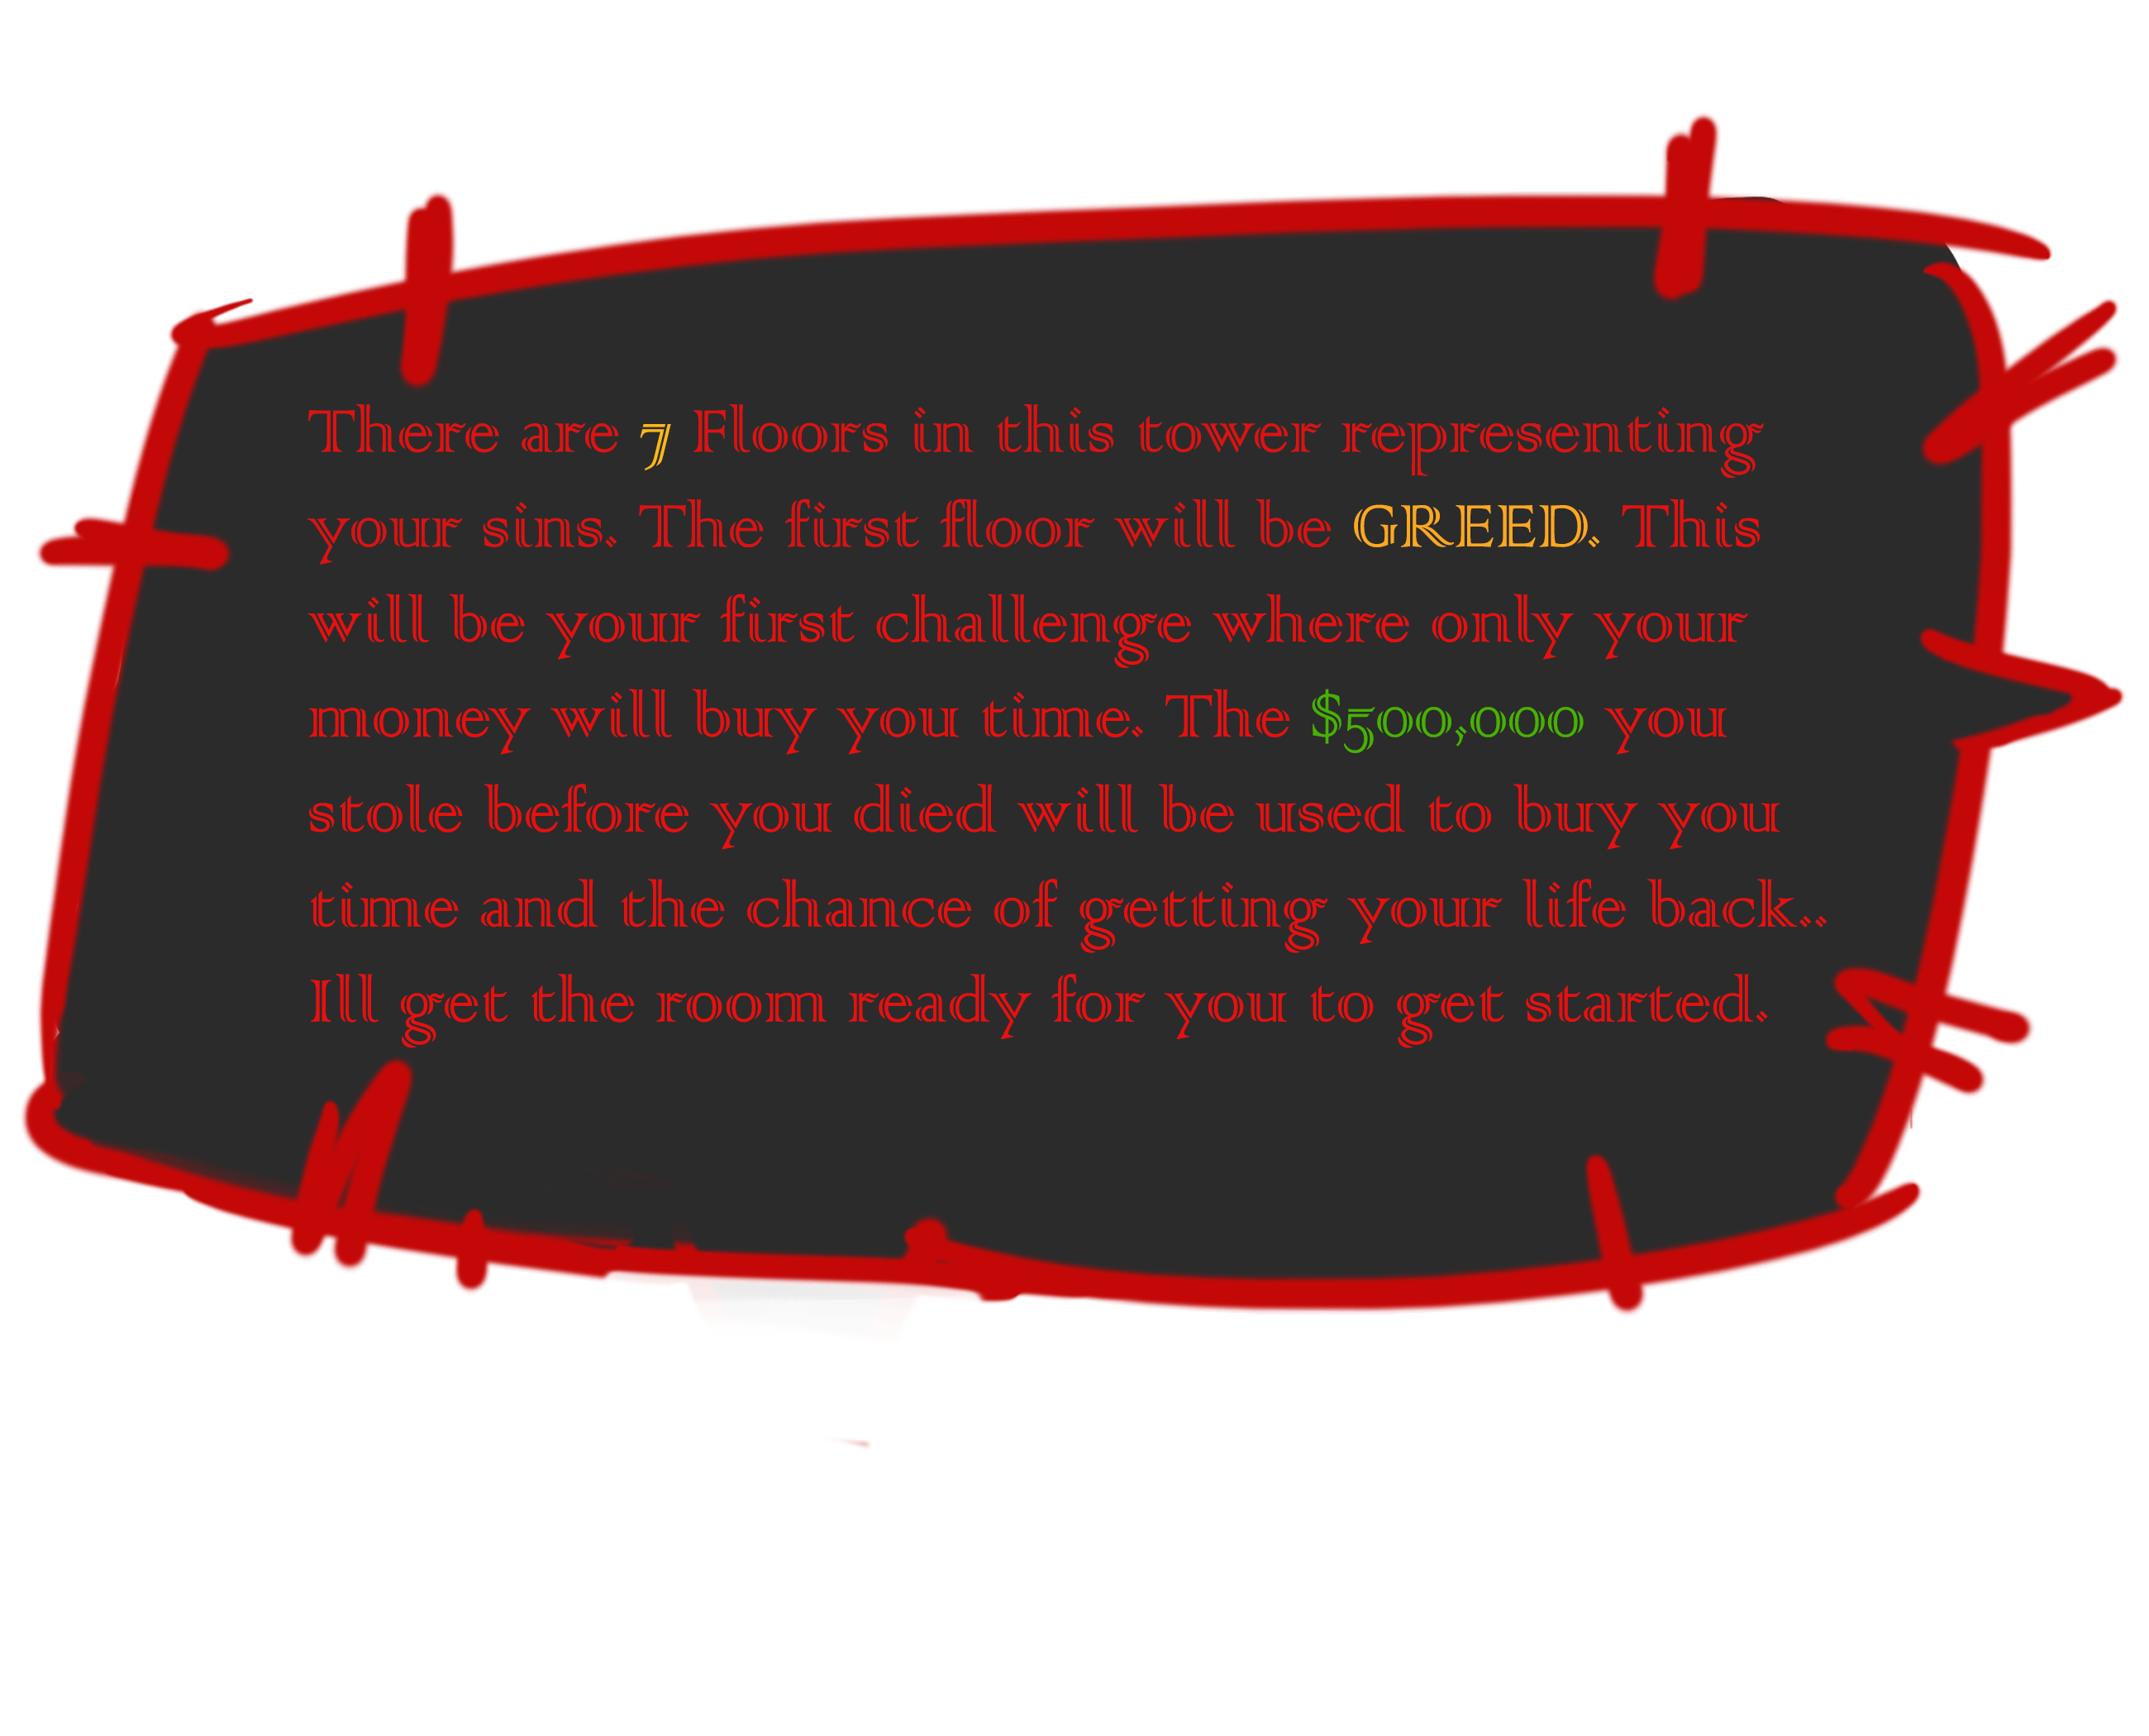 There are 7 Floors in this tower representing
your sins. The first floor will be GREED. This
will be your first challenge where only your
money will buy you time. The $500,000 you
stole before you died will be used to buy you
time and the chance of getting your life back..
Ill get the room ready for you to get started.